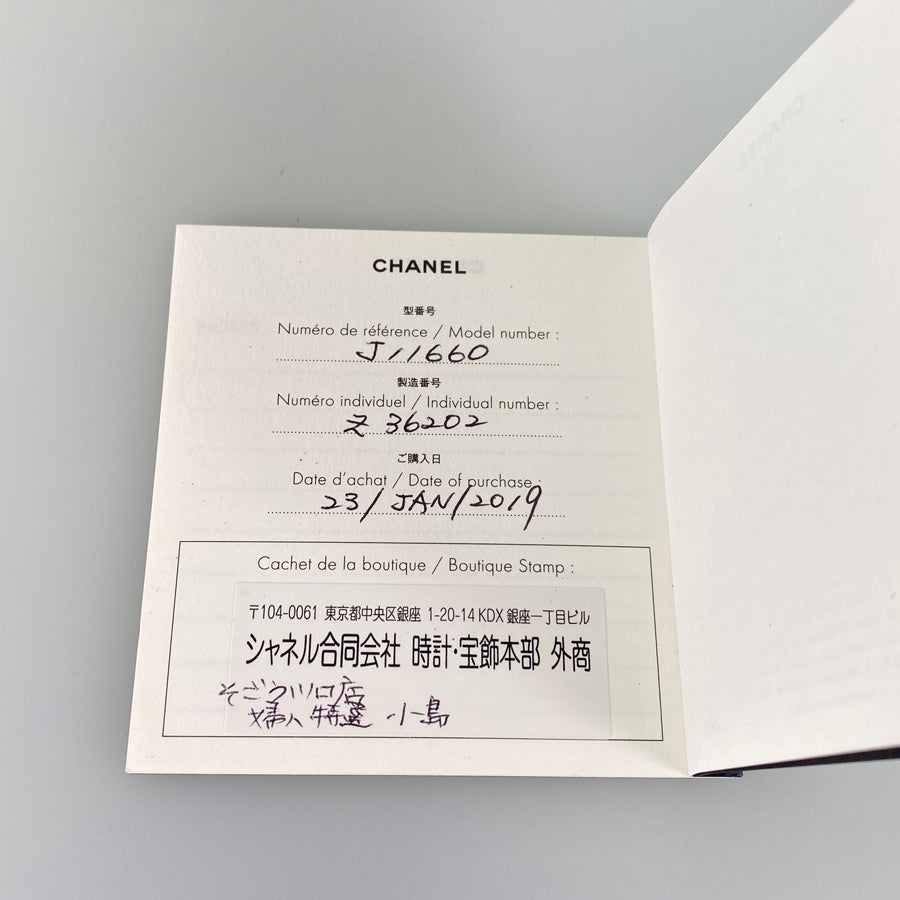 CHANEL
型番号
Numéro de référence / Model number :
J11660
製造番号
Numéro individuel / Individual number :
Z 36202
ご購入日
Date d'achat / Date of purchase :
23/JAN/2019
Cachet de la boutique / Boutique Stamp :
〒104-0061 東京都中央区銀座 1-20-14 KDX 銀座一丁目ビル
シャネル合同会社 時計・宝飾本部 外商
そごう川口店
婦人特選 小島